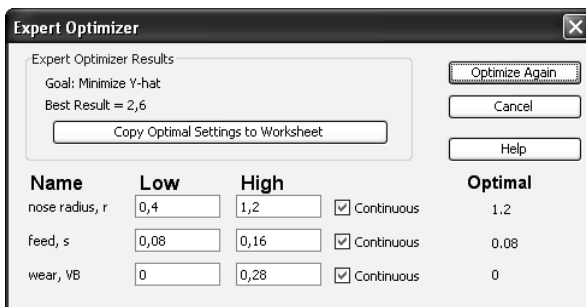 Expert Optimizer
Expert Optimizer Results
Goal: Minimize Y-hat
Best Result = 2,6
Copy Optimal Settings to Worksheet
Optimize Again
Cancel
Help
Name Low High Optimal
nose radius, r 0,4 1,2 Continuous 1.2
feed, s 0,08 0,16 Continuous 0.08
wear, VB 0 0,28 Continuous 0